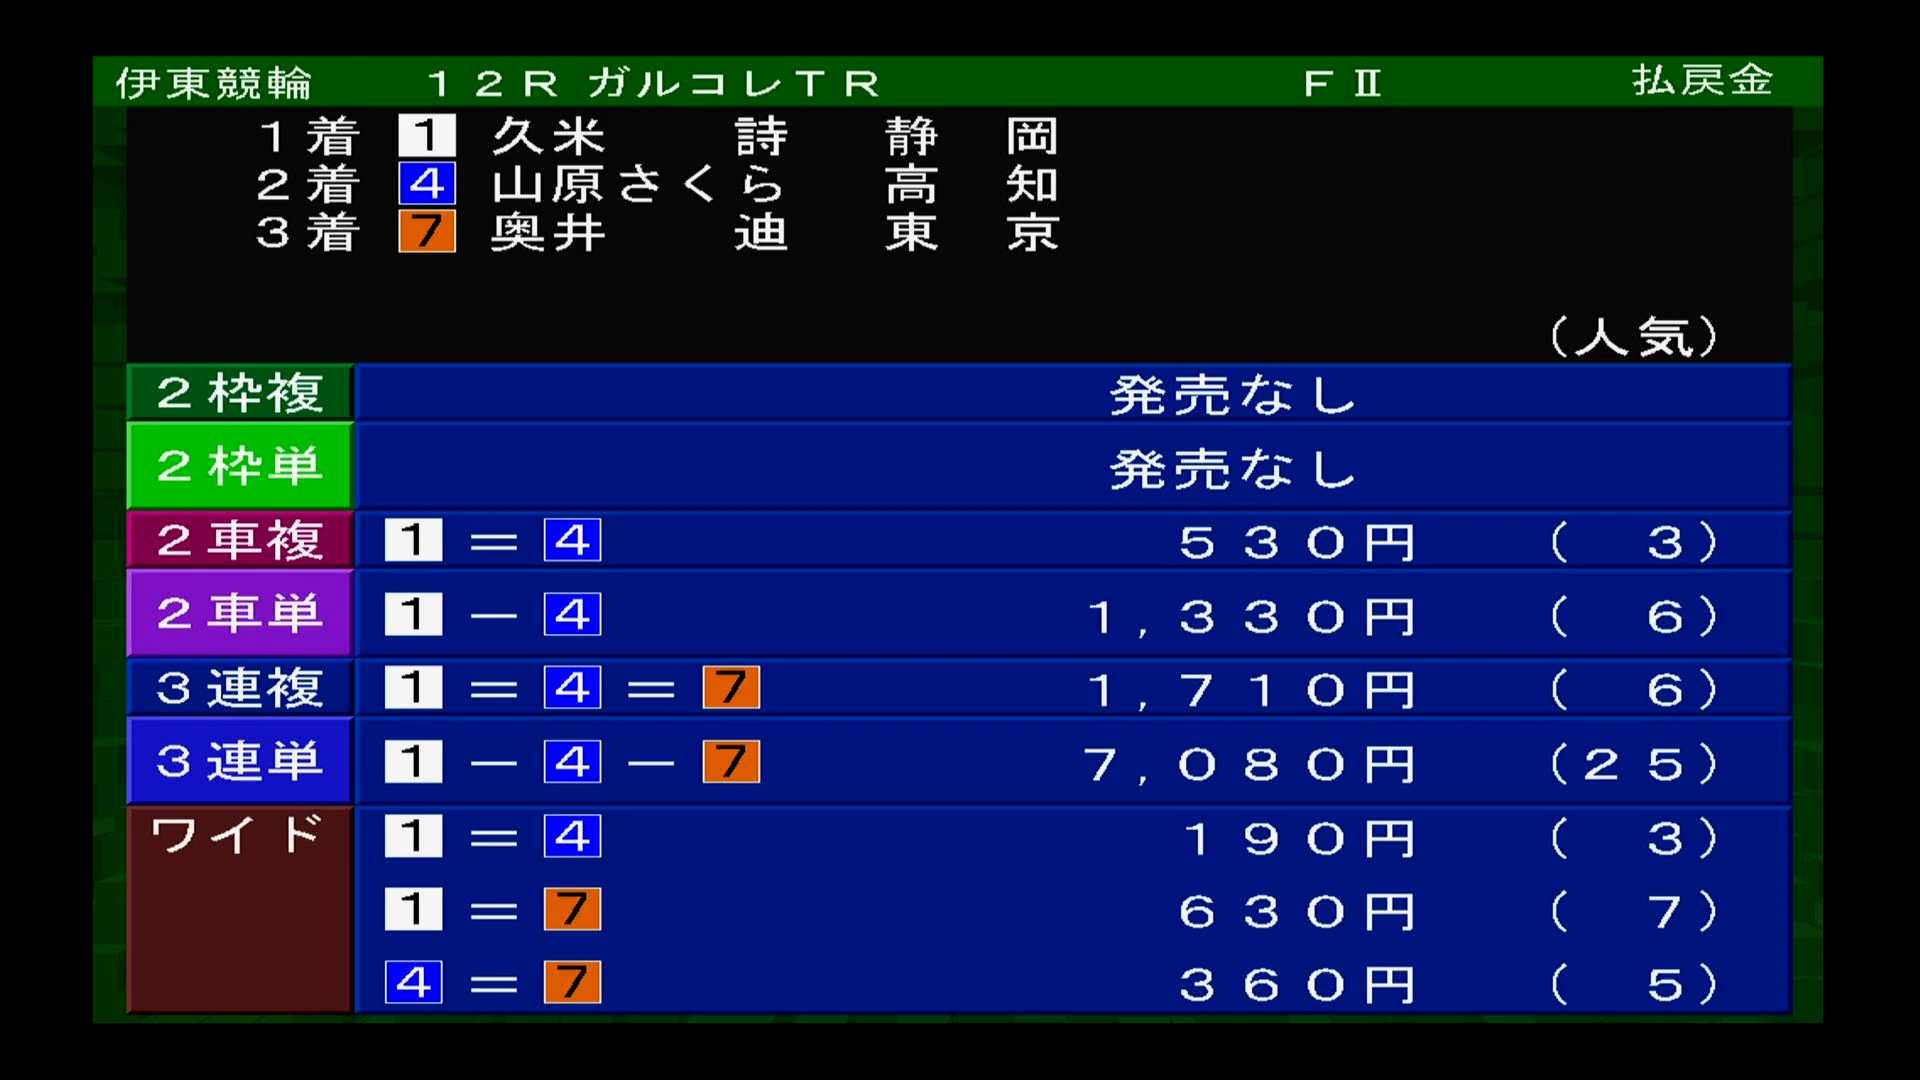 伊東競輪 12R ガルコレTR FⅡ 払戻金
1着 1 久米 詩 静岡
2着 4 山原さくら 高知
3着 7 奥井 迪 東京
(人気)
2枠複 発売なし
2枠単 発売なし
2車複 1=4 530円 (3)
2車単 1-4 1,330円 (6)
3連複 1=4=7 1,710円 (6)
3連単 1-4-7 7,080円 (25)
ワイド 1=4 190円 (3)
1=7 630円 (7)
4=7 360円 (5)